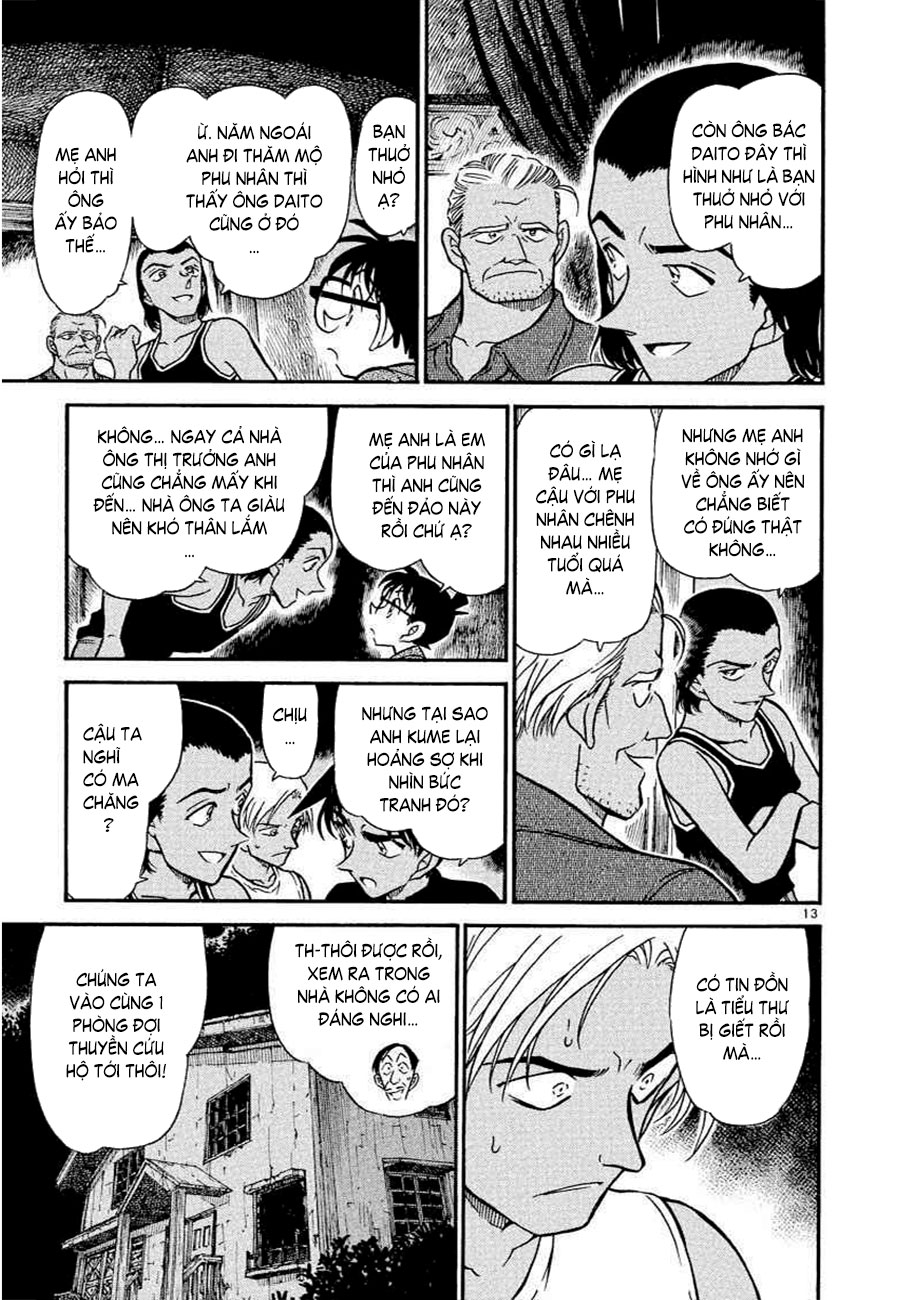 CÒN ÔNG BÁC
DAITO ĐÂY THÌ
HÌNH NHƯ LÀ BẠN
THUỞ NHỎ VỚI
PHU NHÂN...
BẠN
THUỞ
NHỎ
Ạ?
Ừ. NĂM NGOÁI
ANH ĐI THĂM MỘ
PHU NHÂN THÌ
THẤY ÔNG DAITO
CŨNG Ở ĐÓ
...
MẸ ANH
HỎI THÌ
ÔNG
ẤY BẢO
THẾ...
NHƯNG MẸ ANH
KHÔNG NHỚ GÌ
VỀ ÔNG ẤY NÊN
CHẲNG BIẾT
CÓ ĐÚNG THẬT
KHÔNG...
CÓ GÌ LẠ
ĐÂU... MẸ
CẬU VỚI PHU
NHÂN CHÊNH
NHAU NHIỀU
TUỔI QUÁ
MÀ...
MẸ ANH LÀ EM
CỦA PHU NHÂN
THÌ ANH CŨNG
ĐẾN ĐẢO NÀY
RỒI CHỨ Ạ?
KHÔNG... NGAY CẢ NHÀ
ÔNG THỊ TRƯỞNG ANH
CŨNG CHẲNG MẤY KHI
ĐẾN... NHÀ ÔNG TA GIÀU
NÊN KHÓ THÂN LẮM
...
NHƯNG TẠI SAO
ANH KUME LẠI
HOẢNG SỢ KHI
NHÌN BỨC
TRANH ĐÓ?
CHỊU
...
CẬU TA
NGHĨ
CÓ MA
CHĂNG
?
13
CÓ TIN ĐỒN
LÀ TIỂU THƯ
BỊ GIẾT RỒI
MÀ...
TH-THÔI ĐƯỢC RỒI,
XEM RA TRONG
NHÀ KHÔNG CÓ AI
ĐÁNG NGHI...
CHÚNG TA
VÀO CÙNG 1
PHÒNG ĐỢI
THUYỀN CỨU
HỘ TỚI THÔI!